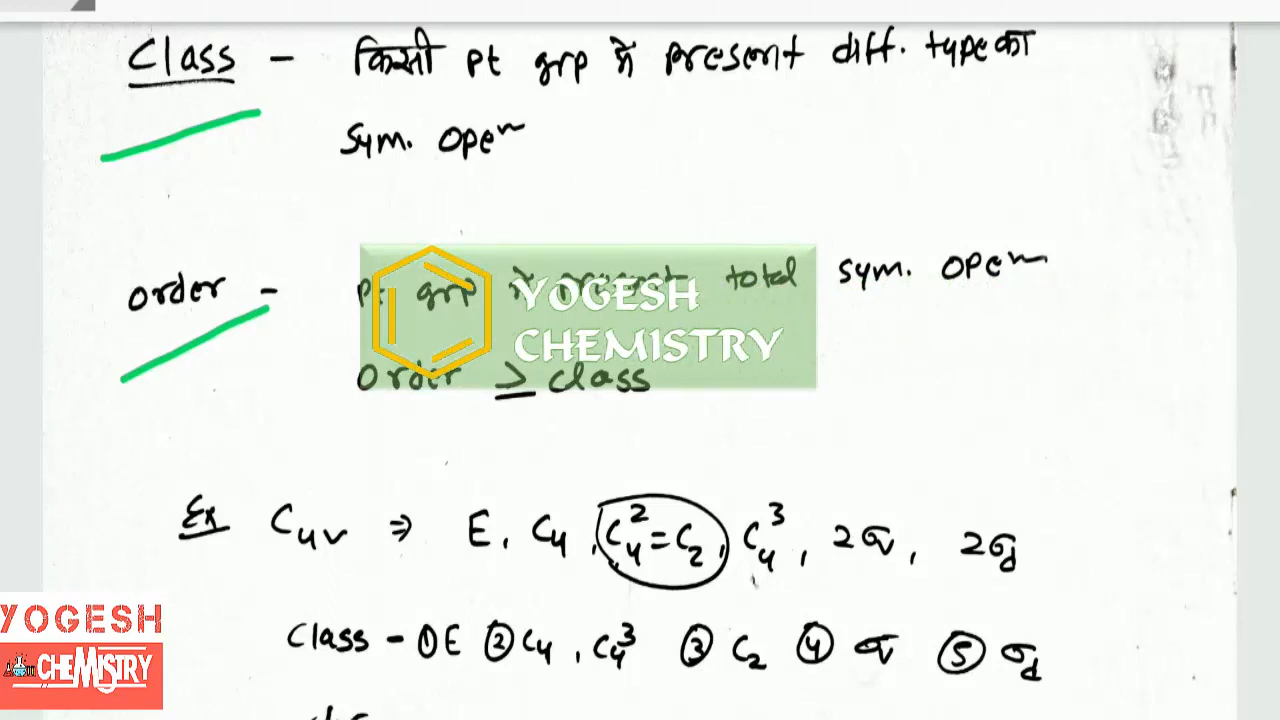 Class - किसी pt grp में present diff. type का
Sym. opeⁿ
order - Pt grp में present total sym. opeⁿ
YOGESH
CHEMISTRY
Order ≥ class
Ex C₄ᵥ ⇒ E, C₄, C₄²=C₂, C₄³, 2σᵥ, 2σd
Class - ① E ② C₄, C₄³ ③ C₂ ④ σᵥ ⑤ σd
YOGESH
CHEMISTRY